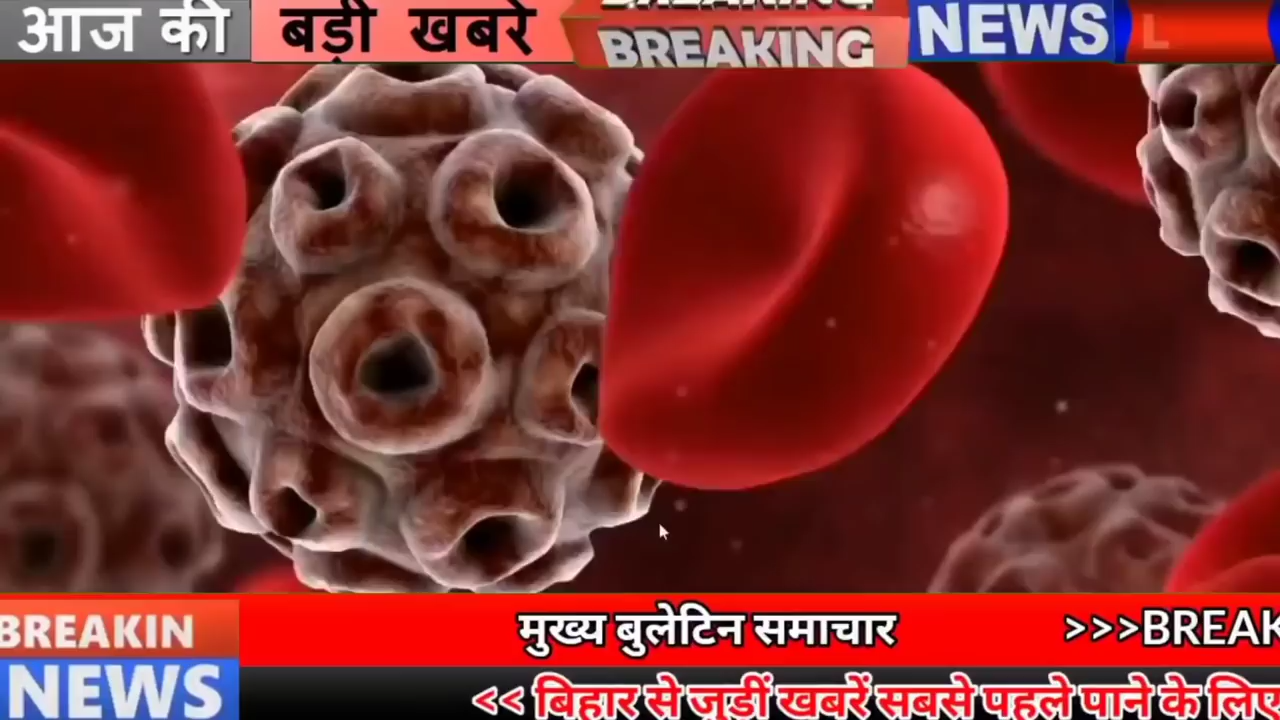 आज की बड़ी खबरे BREAKING NEWS L
BREAKIN
NEWS
मुख्य बुलेटिन समाचार >>>BREAK
<< बिहार से जुडीं खबरें सबसे पहले पाने के लिए